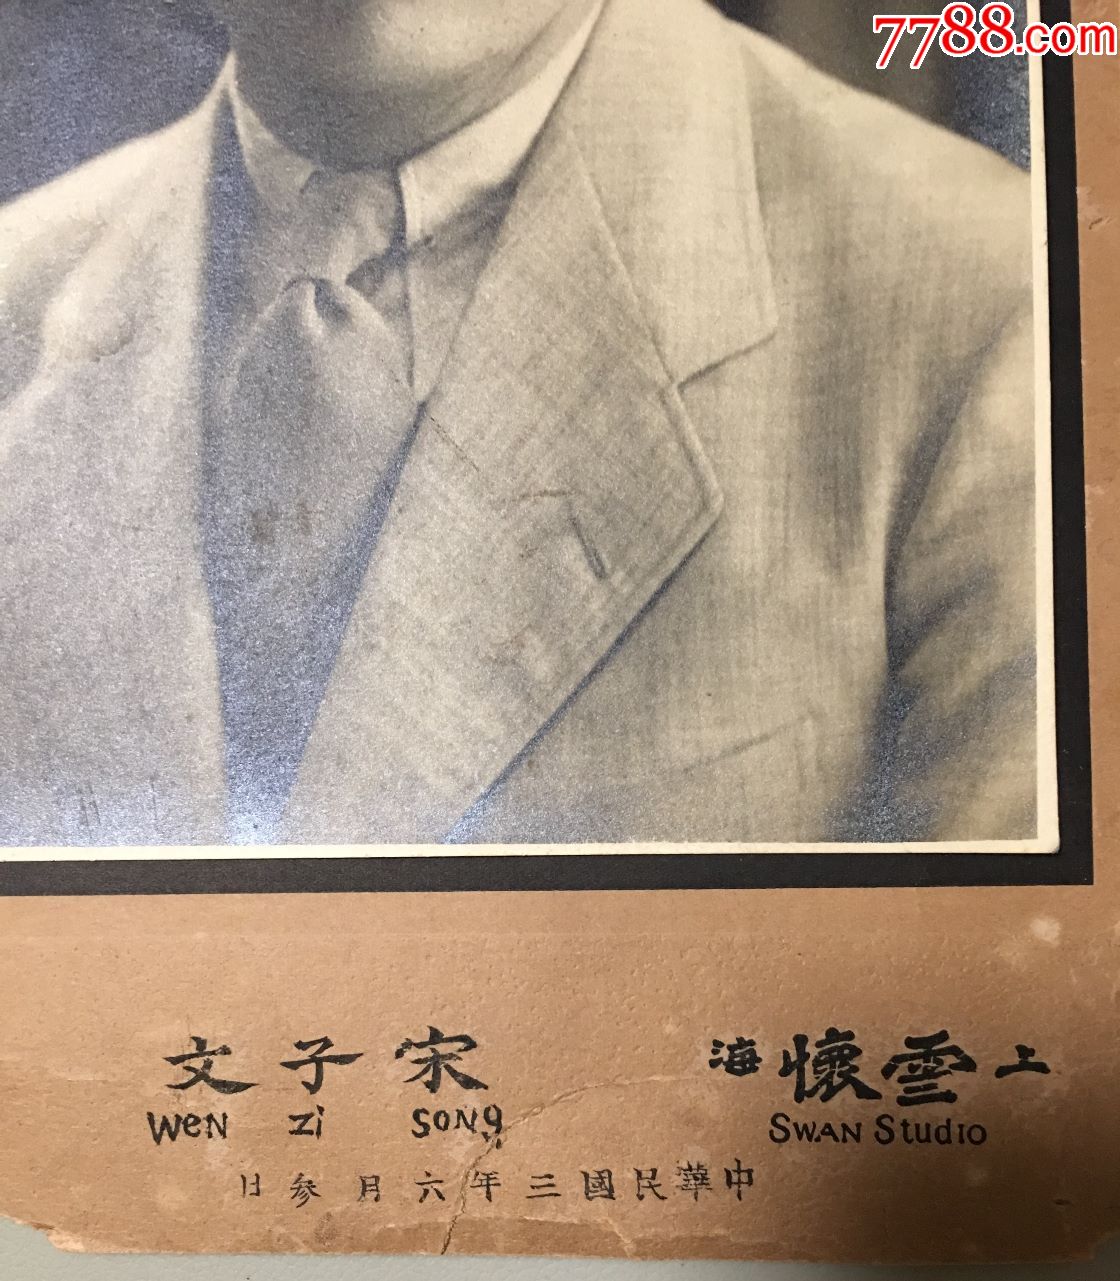 7788.com
上雪懷海
SWAN Studio
宋子文
WeN Zi SONg
中華民國三年六月參日